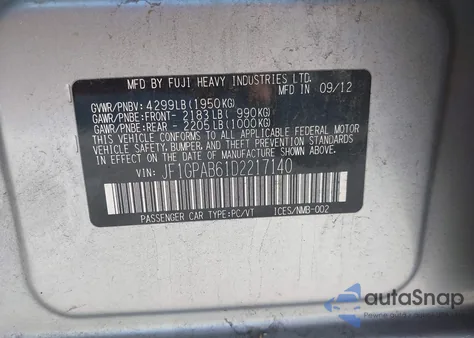 MFD BY FUJI HEAVY INDUSTRIES LTD. IN 09/12
GVWR/PNBV: 4299LB (1950KG)
GAWR/PNBE:FRONT- 2183LB( 990KG)
GAWR/PNBE:REAR - 2205LB(1000KG)
THIS VEHICLE CONFORMS TO ALL APPLICABLE FEDERAL MOTOR
VEHICLE SAFETY, BUMPER, AND THEFT PREVENTION STANDARDS
IN EFFECT ON THE DATE OF MANUFACTURE SHOWN ABOVE.
VIN: JF1GPAB61D2217140
PASSENGER CAR TYPE:PC/VT ICES/NMB-002
autaSnap